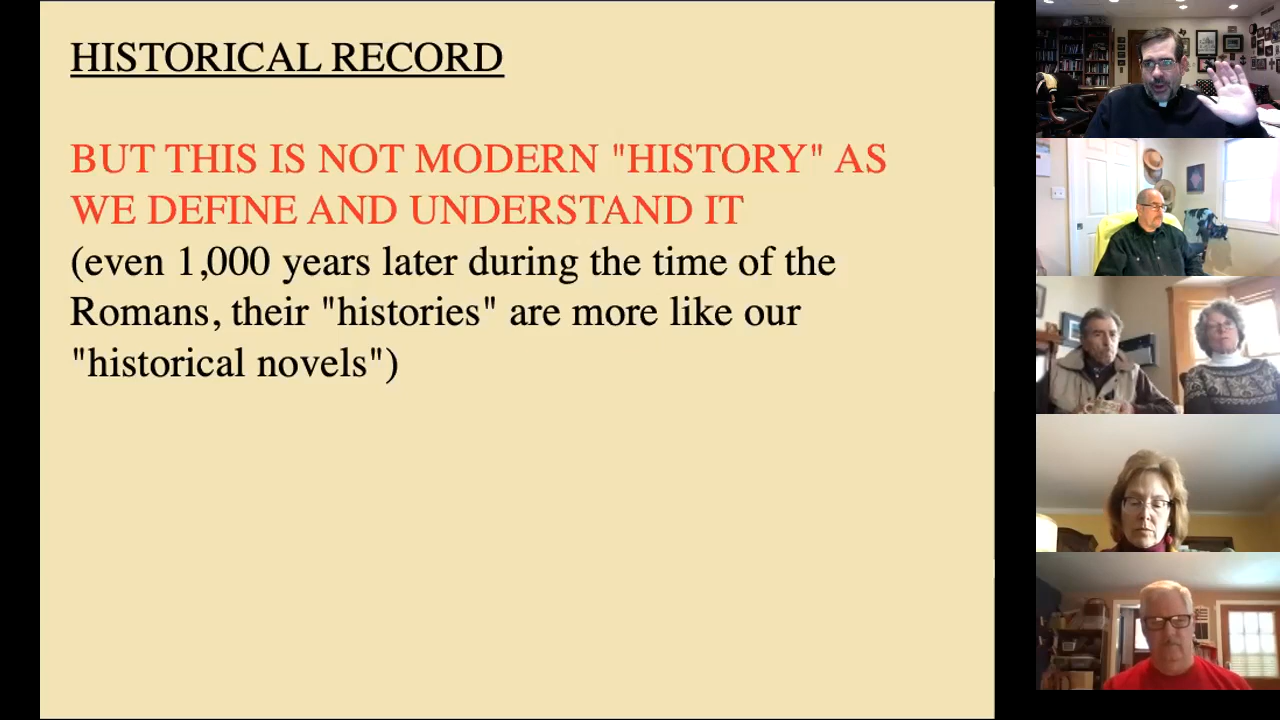 HISTORICAL RECORD
BUT THIS IS NOT MODERN "HISTORY" AS
WE DEFINE AND UNDERSTAND IT
(even 1,000 years later during the time of the
Romans, their "histories" are more like our
"historical novels")